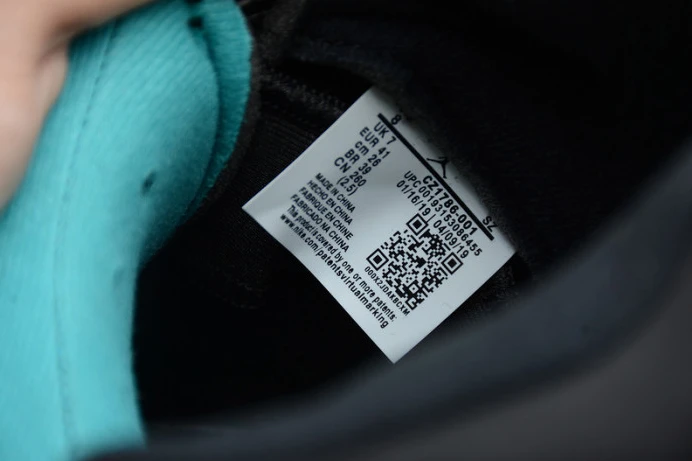 8
UK 7
EUR 41
cm 26
BR 39
CN 260
(2.5)
MADE IN CHINA
HECHO EN CHINA
FABRIQUÉ EN CHINE
FABRICADO NA CHINA
The product is covered by one or more patents:
www.nike.com/patentsvirtualmarking
SZ
CZ1786-001
UPC 00193153086455
01/16/19 04/09/19